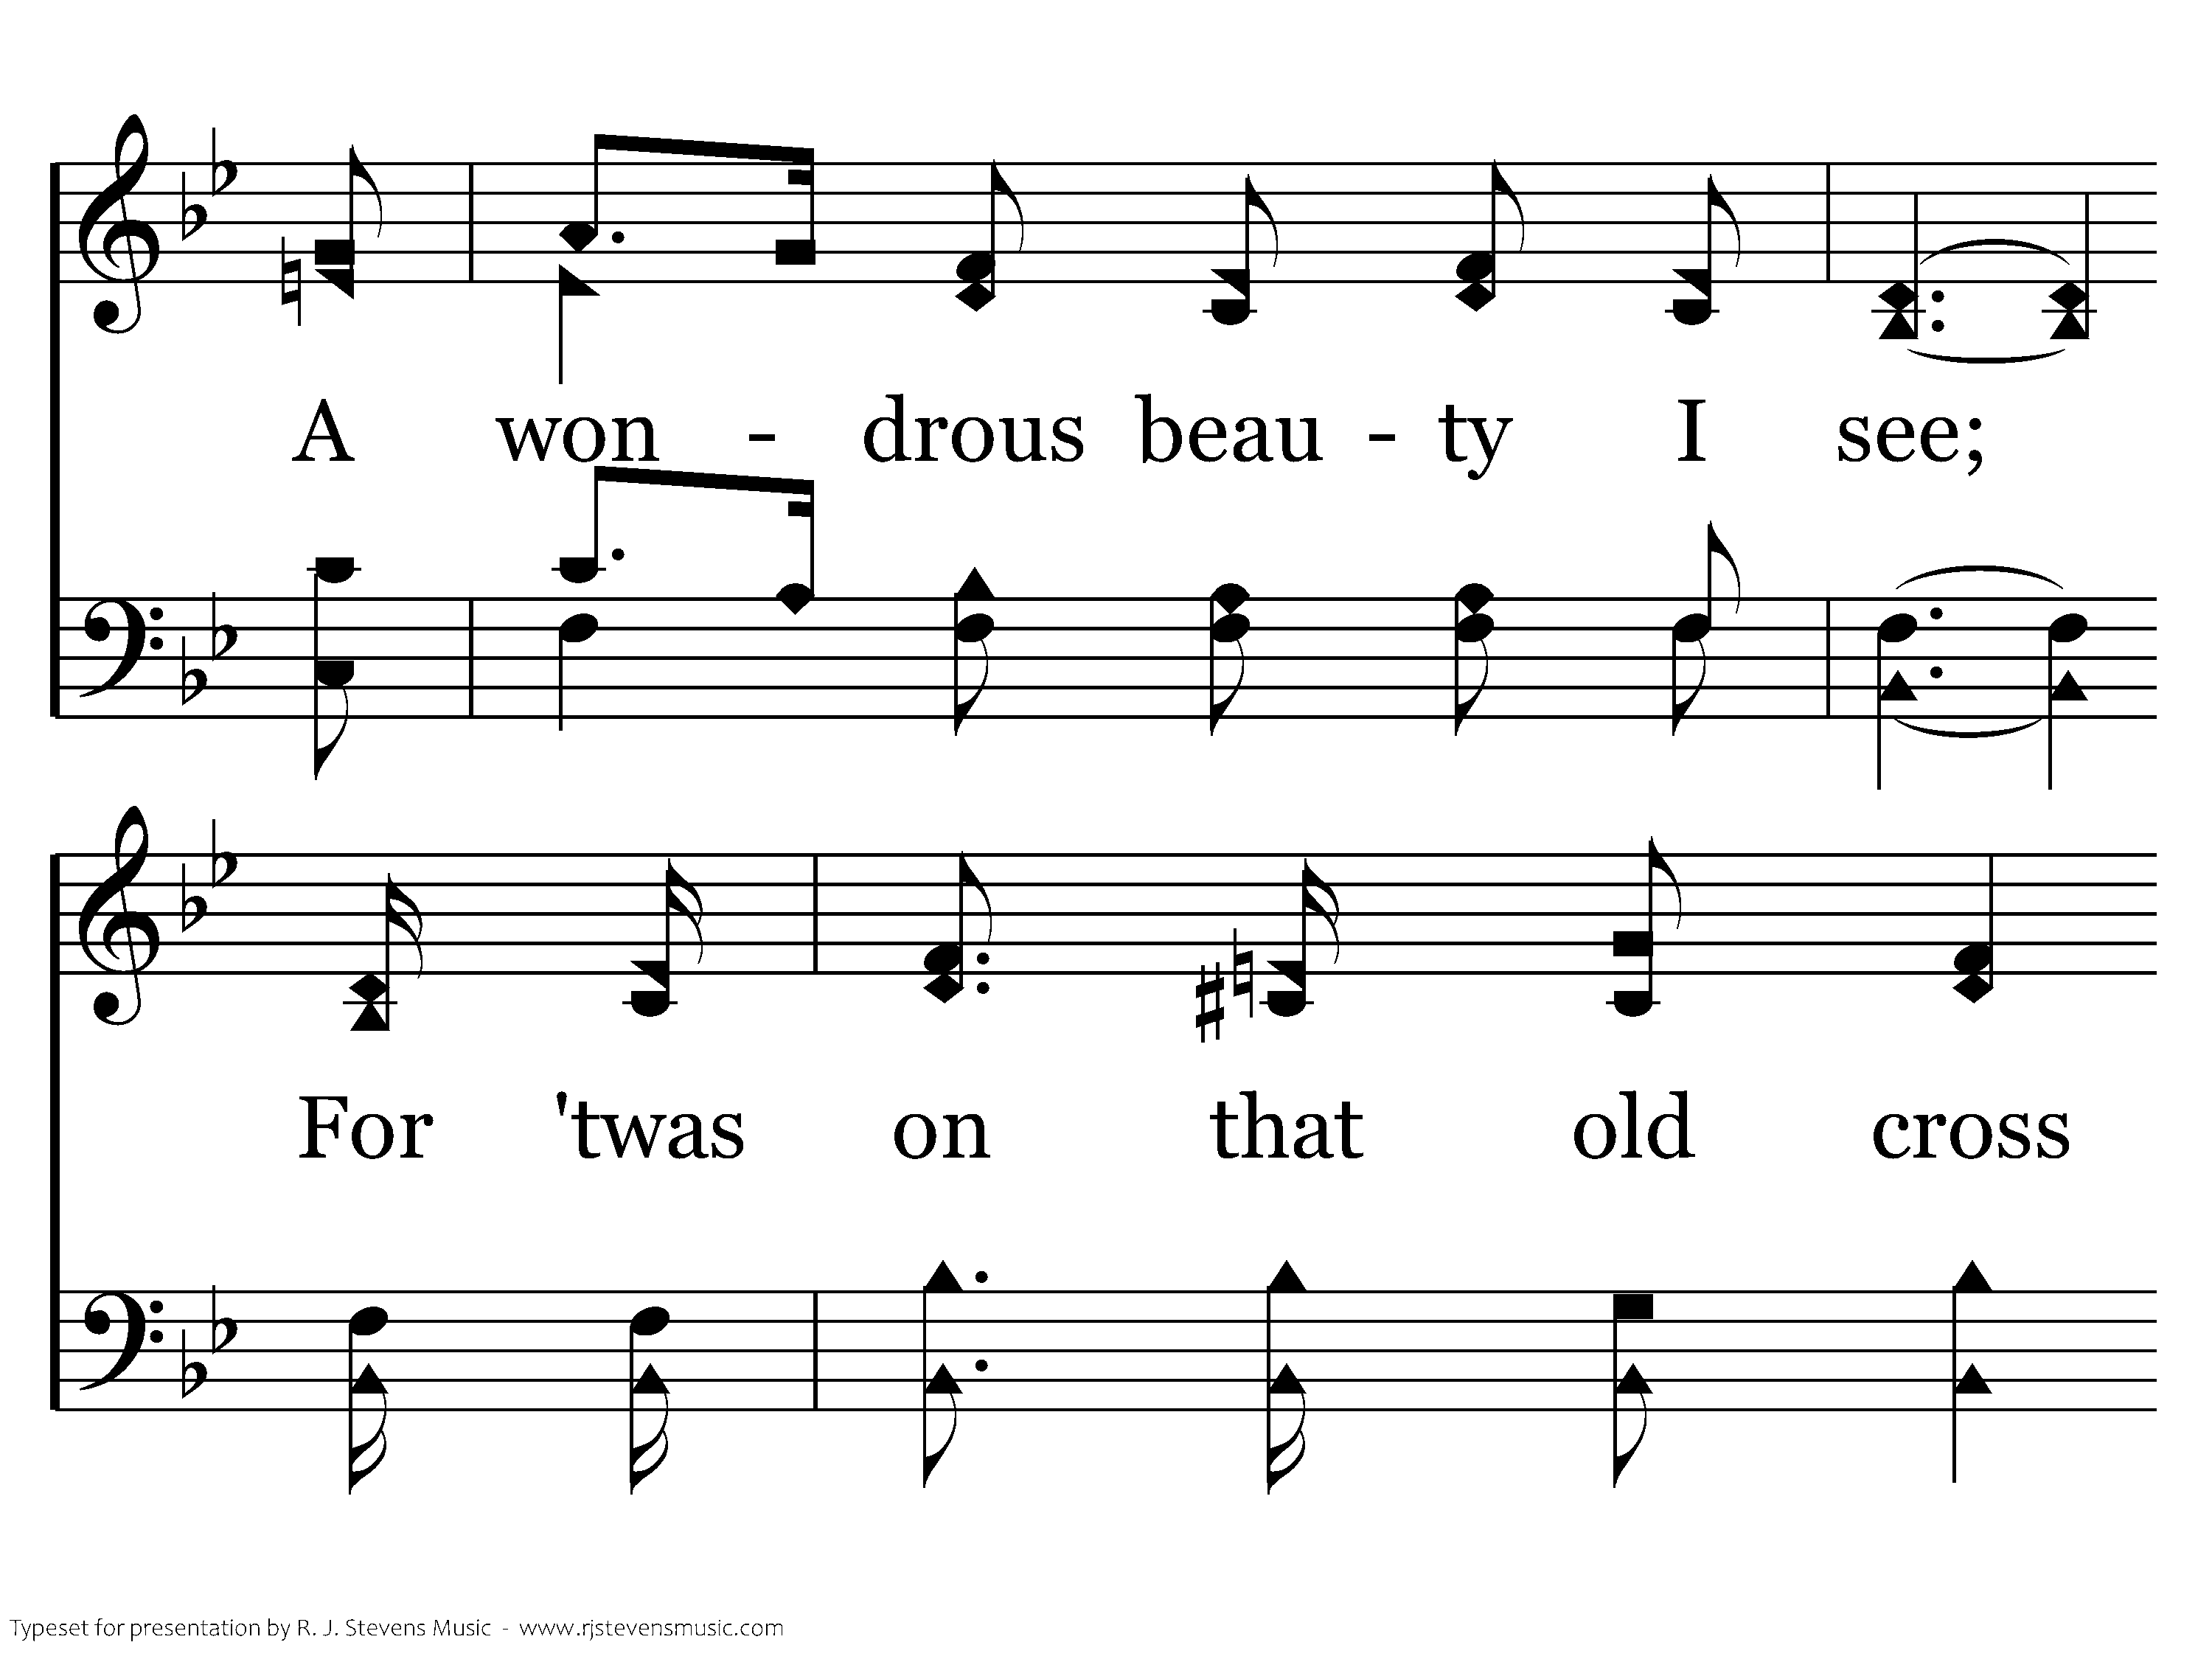 A won - drous beau - ty I see;
For 'twas on that old cross
Typeset for presentation by R. J. Stevens Music - www.rjstevensmusic.com